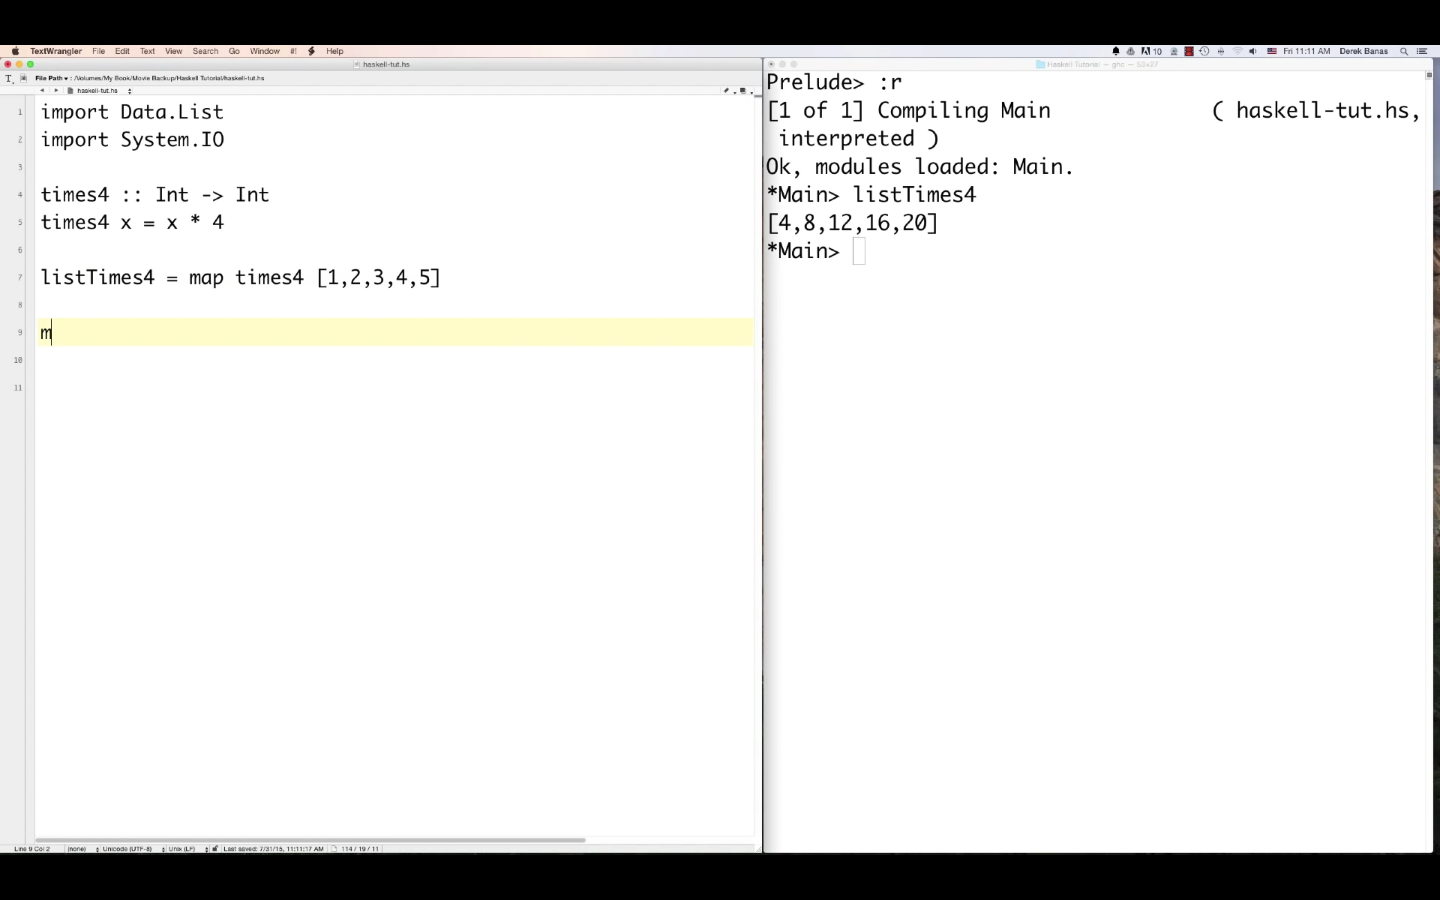 TextWrangler File Edit Text View Search Go Window #! Help
10 Fri 11:11 AM Derek Banas
haskell-tut.hs
File Path ▾ : /Volumes/My Book/Movie Backup/Haskell Tutorial/haskell-tut.hs
haskell-tut.hs
1 import Data.List
2 import System.IO
3
4 times4 :: Int -> Int
5 times4 x = x * 4
6
7 listTimes4 = map times4 [1,2,3,4,5]
8
9 m
10
11
Line 9 Col 2 (none) Unicode (UTF-8) Unix (LF) Last saved: 7/31/15, 11:11:17 AM 114 / 19 / 11
Haskell Tutorial — ghc — 50×27
Prelude> :r
[1 of 1] Compiling Main ( haskell-tut.hs,
interpreted )
Ok, modules loaded: Main.
*Main> listTimes4
[4,8,12,16,20]
*Main>